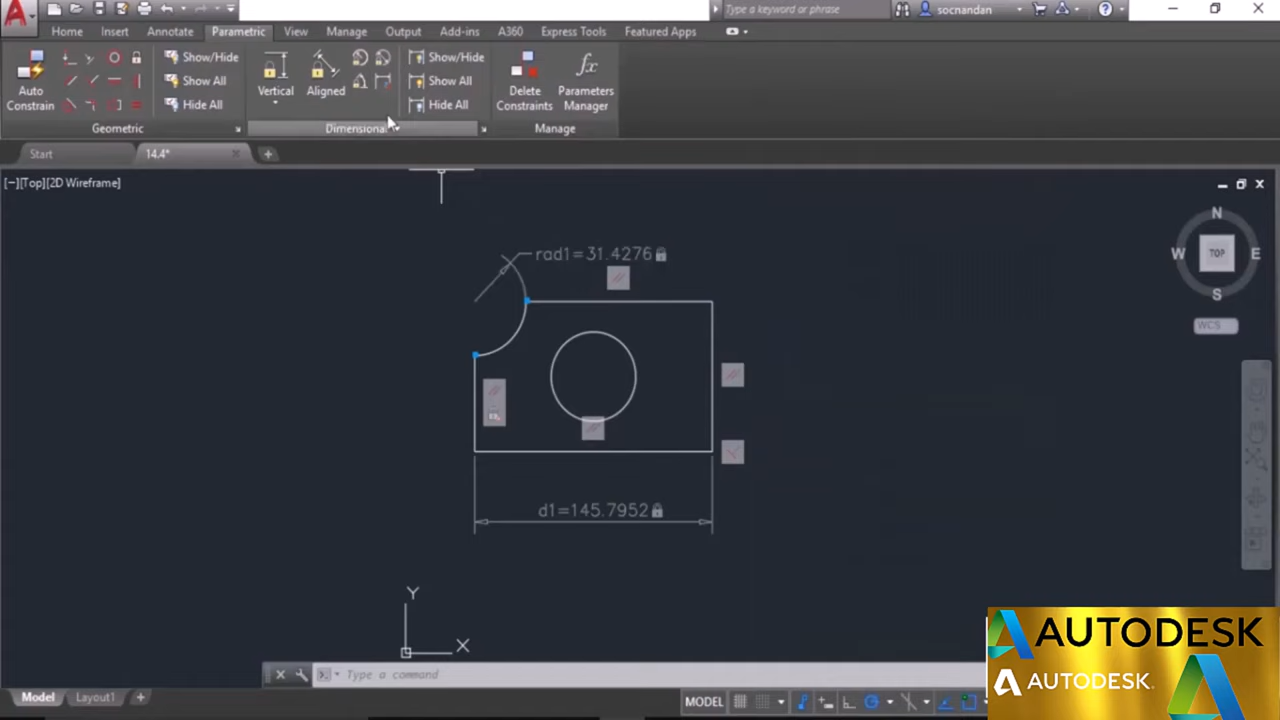 Type a keyword or phrase
socnandan
Home Insert Annotate Parametric View Manage Output Add-ins A360 Express Tools Featured Apps
Auto Constrain
Show/Hide
Show All
Hide All
Geometric
Vertical
Aligned
Show/Hide
Show All
Hide All
Dimensional
Delete Constraints
Parameters Manager
Manage
Start
14.4*
[−][Top][2D Wireframe]
N
W
TOP
E
S
WCS
rad1=31.4276
d1=145.7952
Y
X
Type a command
Model
Layout1
MODEL
AUTODESK
AUTODESK.